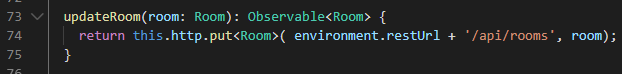 73 updateRoom(room: Room): Observable<Room> {
74 return this.http.put<Room>( environment.restUrl + '/api/rooms', room);
75 }